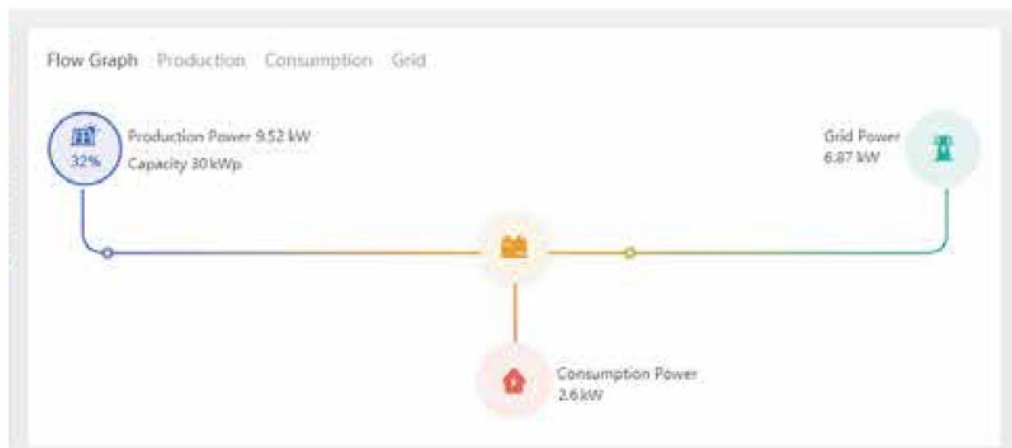 Flow Graph Production Consumption Grid
Production Power 9.52 kW
Capacity 30 kWp
32%
Grid Power
6.87 kW
Consumption Power
2.6 kW